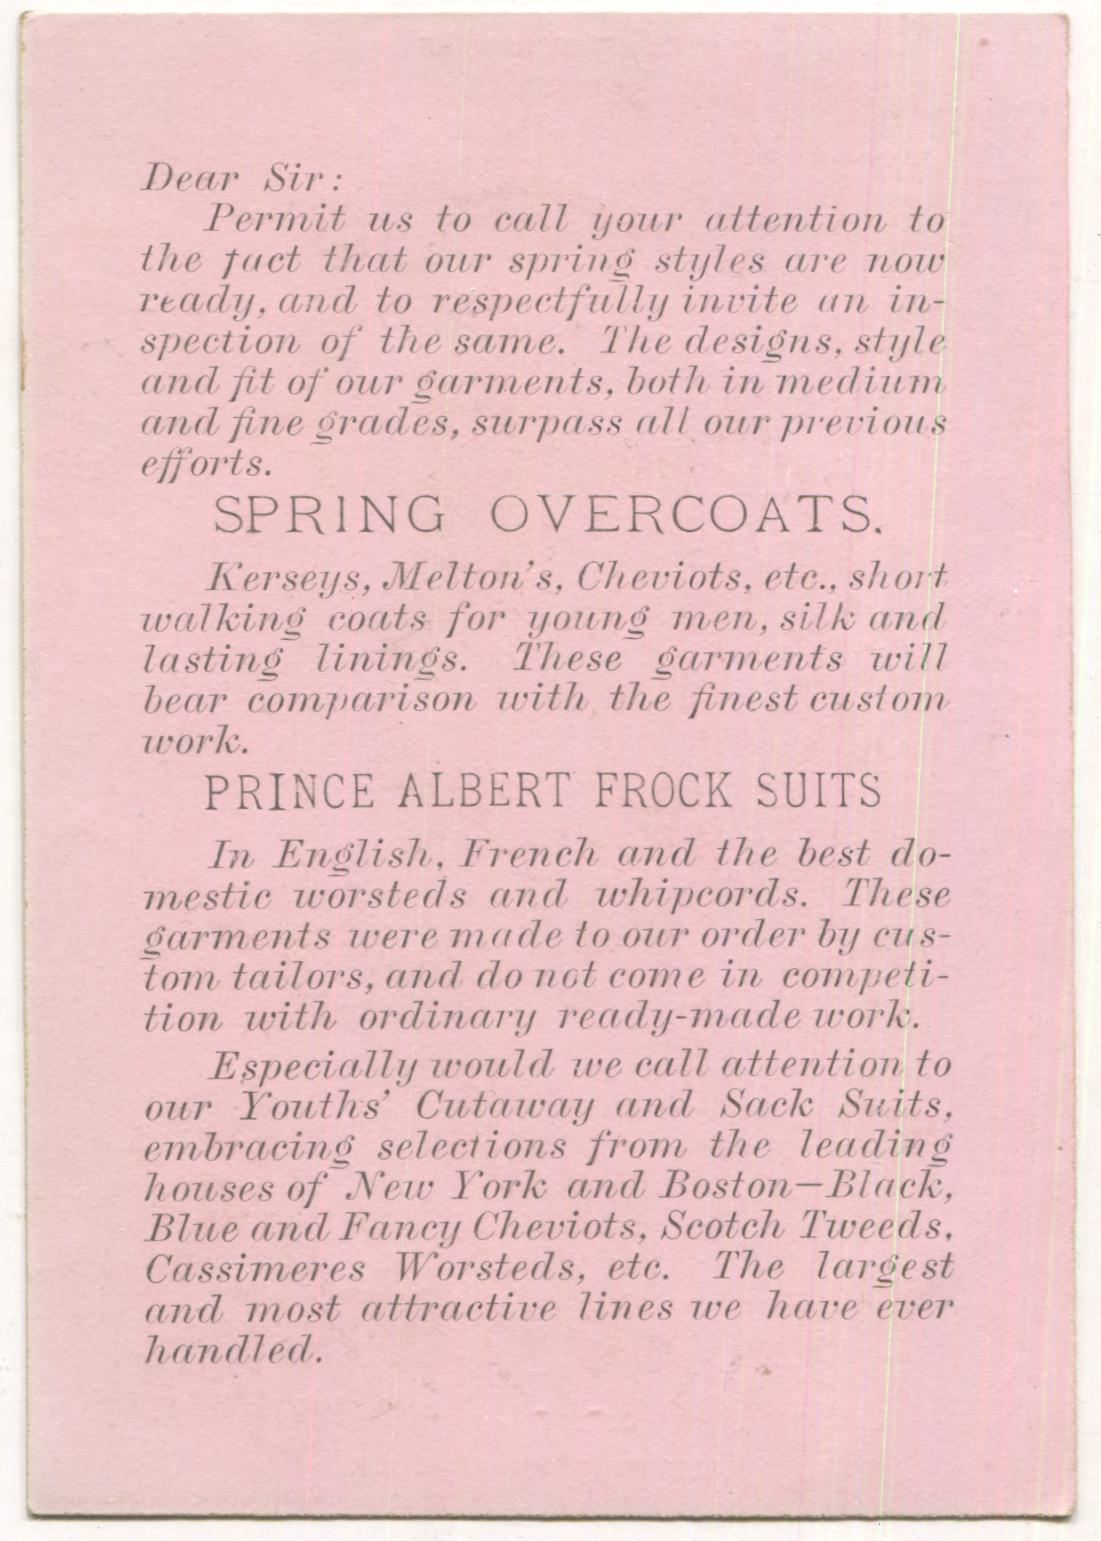 Dear Sir:
Permit us to call your attention to
the fact that our spring styles are now
ready, and to respectfully invite an in-
spection of the same. The designs, style
and fit of our garments, both in medium
and fine grades, surpass all our previous
efforts.
SPRING OVERCOATS.
Kerseys, Melton's, Cheviots, etc., short
walking coats for young men, silk and
lasting linings. These garments will
bear comparison with the finest custom
work.
PRINCE ALBERT FROCK SUITS
In English, French and the best do-
mestic worsteds and whipcords. These
garments were made to our order by cus-
tom tailors, and do not come in competi-
tion with ordinary ready-made work.
Especially would we call attention to
our Youths' Cutaway and Sack Suits,
embracing selections from the leading
houses of New York and Boston—Black,
Blue and Fancy Cheviots, Scotch Tweeds,
Cassimeres Worsteds, etc. The largest
and most attractive lines we have ever
handled.